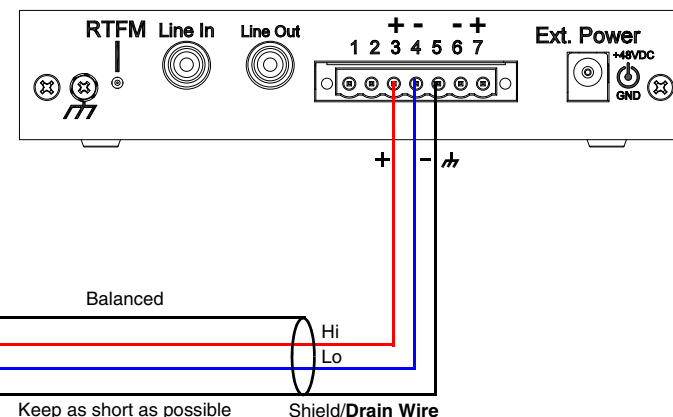 + - - +
RTFM Line In Line Out
1 2 3 4 5 6 7
Ext. Power
+48VDC
GND
+ -
Balanced
Hi
Lo
Keep as short as possible
Shield/Drain Wire